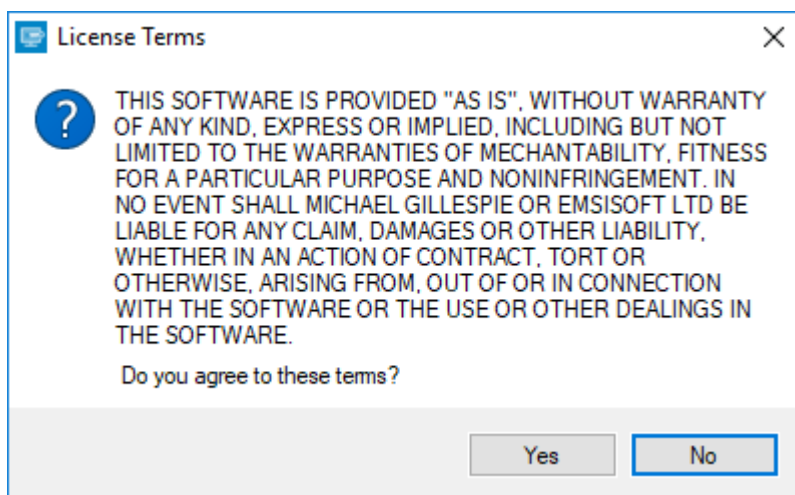 License Terms
THIS SOFTWARE IS PROVIDED "AS IS", WITHOUT WARRANTY
OF ANY KIND, EXPRESS OR IMPLIED, INCLUDING BUT NOT
LIMITED TO THE WARRANTIES OF MECHANTABILITY, FITNESS
FOR A PARTICULAR PURPOSE AND NONINFRINGEMENT. IN
NO EVENT SHALL MICHAEL GILLESPIE OR EMSISOFT LTD BE
LIABLE FOR ANY CLAIM, DAMAGES OR OTHER LIABILITY,
WHETHER IN AN ACTION OF CONTRACT, TORT OR
OTHERWISE, ARISING FROM, OUT OF OR IN CONNECTION
WITH THE SOFTWARE OR THE USE OR OTHER DEALINGS IN
THE SOFTWARE.
Do you agree to these terms?
Yes No